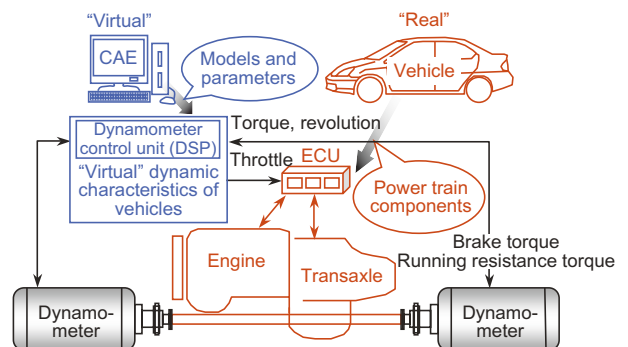 “Virtual”
“Real”
CAE
Models and
parameters
Vehicle
Dynamometer
control unit (DSP)
“Virtual” dynamic
characteristics of
vehicles
Torque, revolution
Throttle
ECU
Power train
components
Engine
Transaxle
Brake torque
Running resistance torque
Dynamo-
meter
Dynamo-
meter